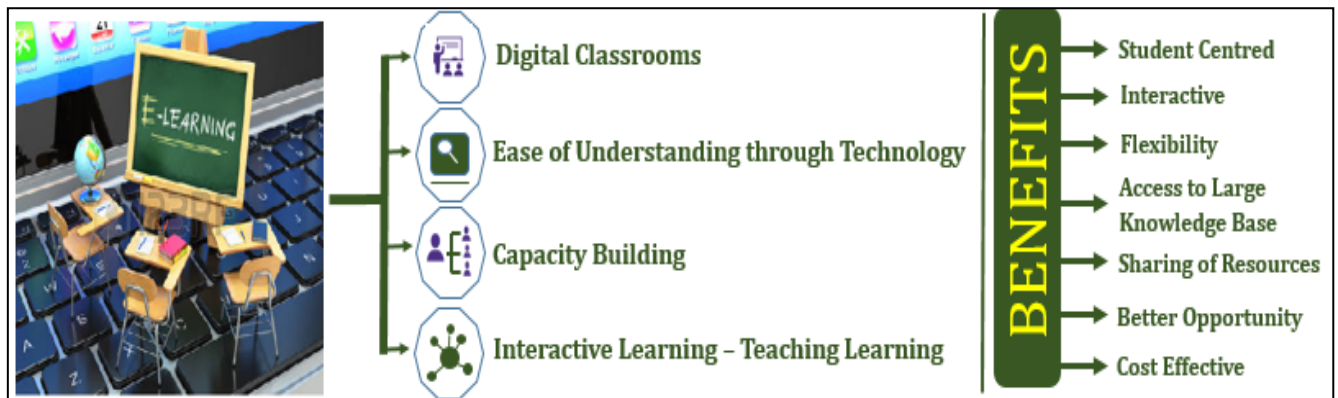 E-LEARNING
Digital Classrooms
Ease of Understanding through Technology
Capacity Building
Interactive Learning – Teaching Learning
BENEFITS
Student Centred
Interactive
Flexibility
Access to Large
Knowledge Base
Sharing of Resources
Better Opportunity
Cost Effective